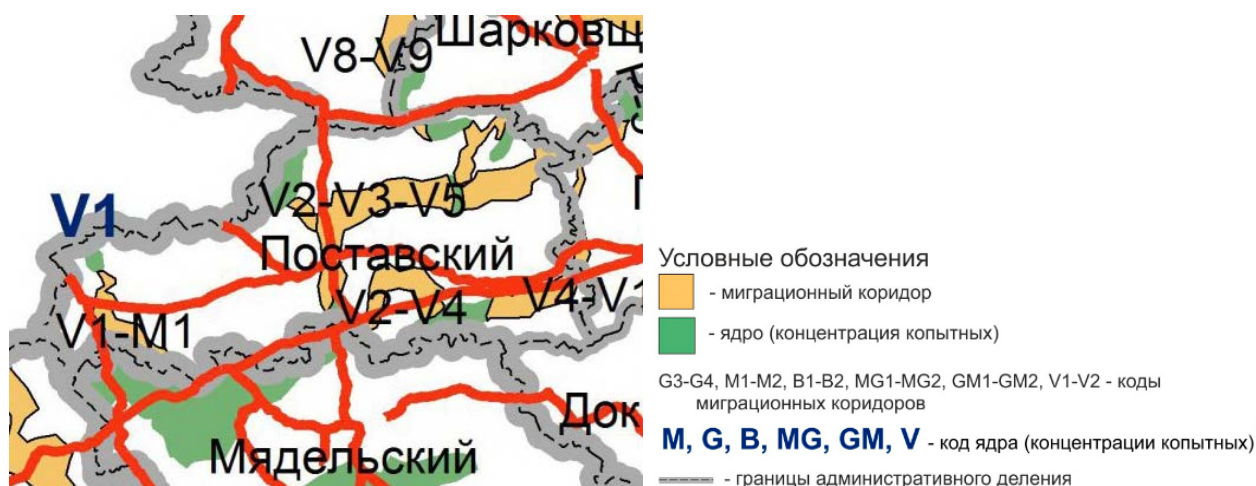 Шарковщ
V8-V9
V1
V2-V3-V5
Поставский
V2-V4
V4-V1
V1-M1
Док
Мядельский
Условные обозначения
- миграционный коридор
- ядро (концентрация копытных)
G3-G4, M1-M2, B1-B2, MG1-MG2, GM1-GM2, V1-V2 - коды
миграционных коридоров
M, G, B, MG, GM, V - код ядра (концентрации копытных)
- границы административного деления